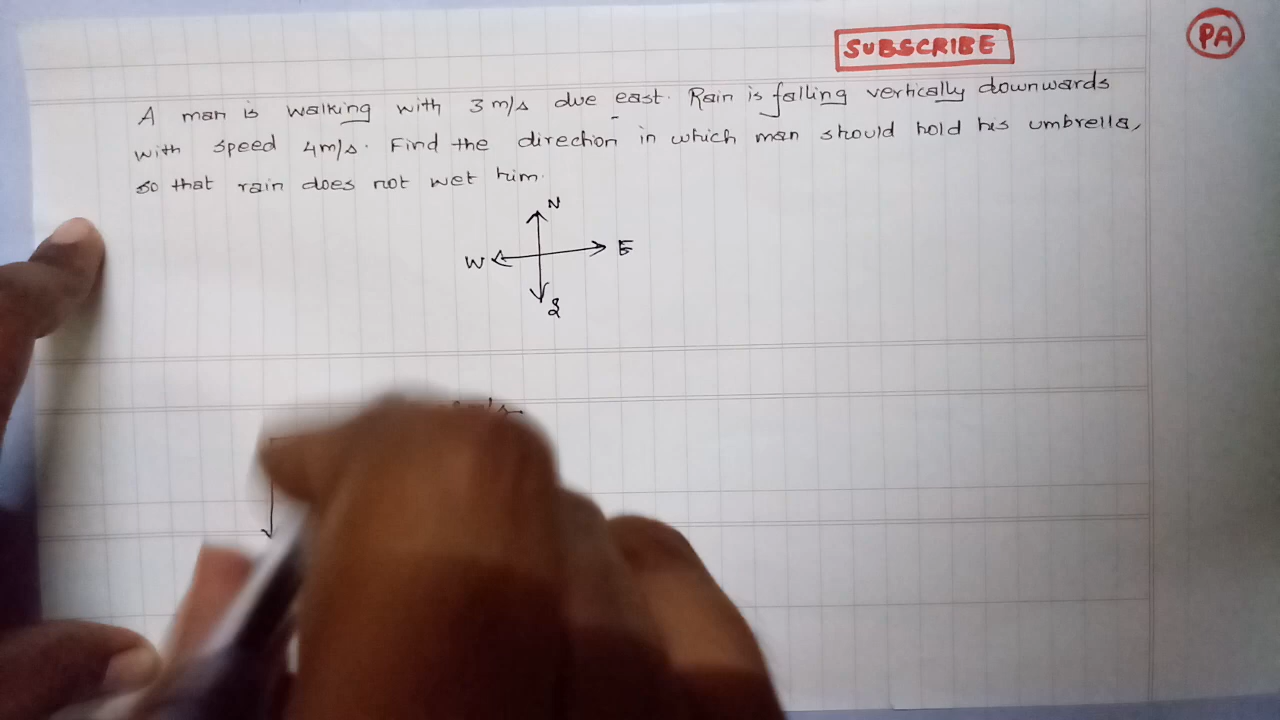 SUBSCRIBE
PA
A man is walking with 3 m/s due east. Rain is falling vertically downwards
with speed 4m/s. Find the direction in which man should hold his umbrella,
so that rain does not wet him.
N
W E
S